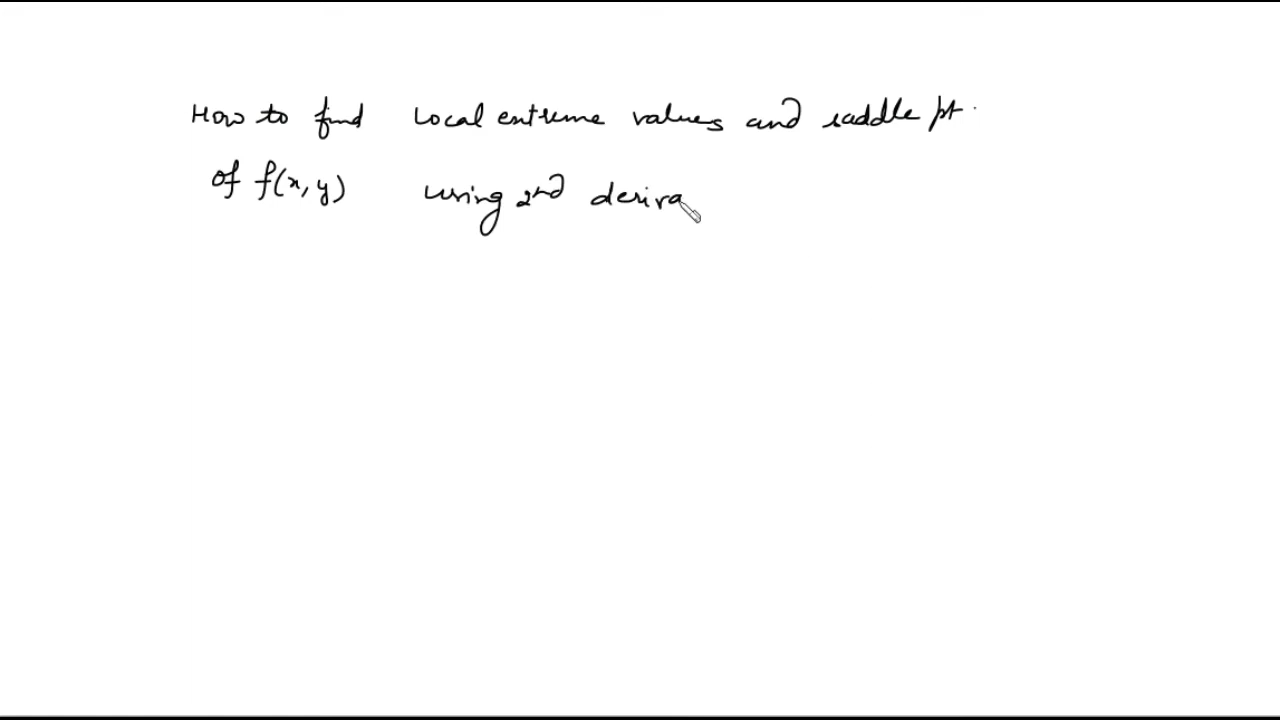 How to find local extreme values and saddle pt.
of f(x, y) using 2nd deriva